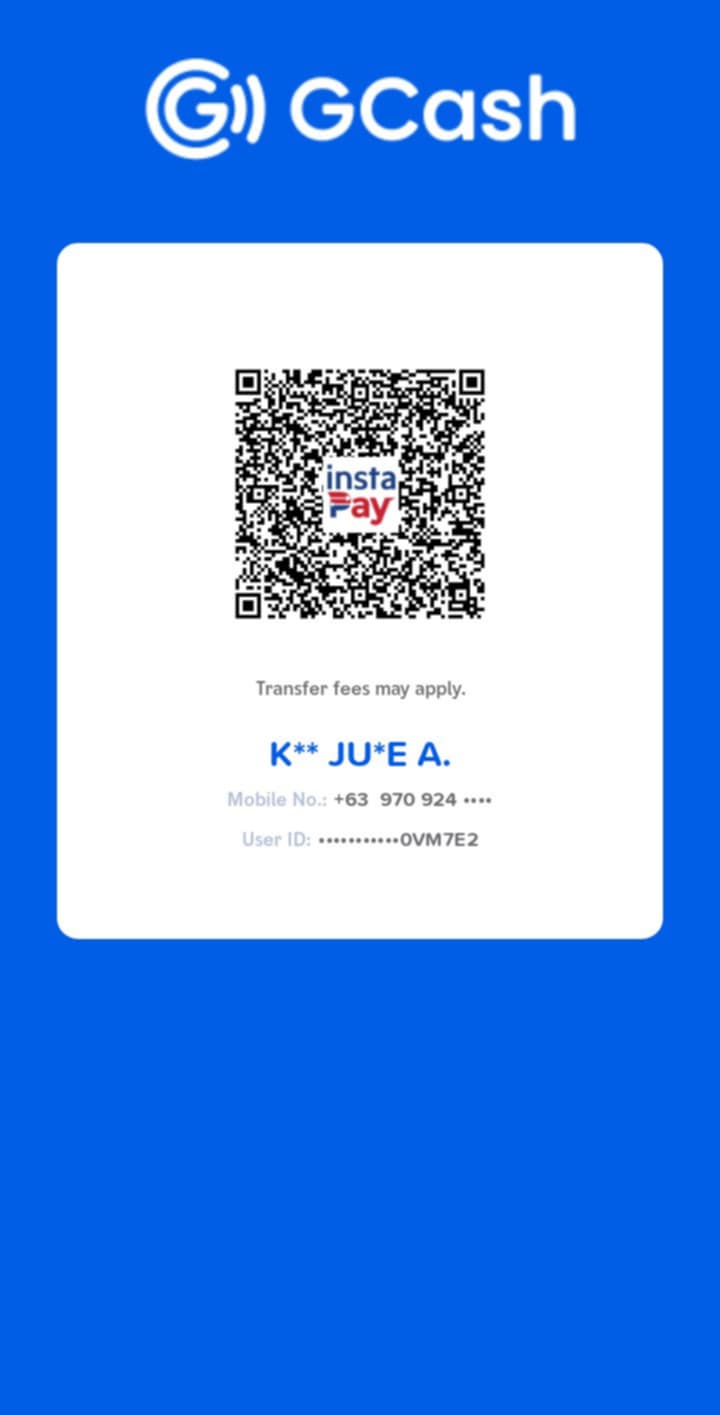 GCash
insta
Pay
Transfer fees may apply.
K** JU*E A.
Mobile No.: +63 970 924 ••••
User ID: •••••••••••0VM7E2